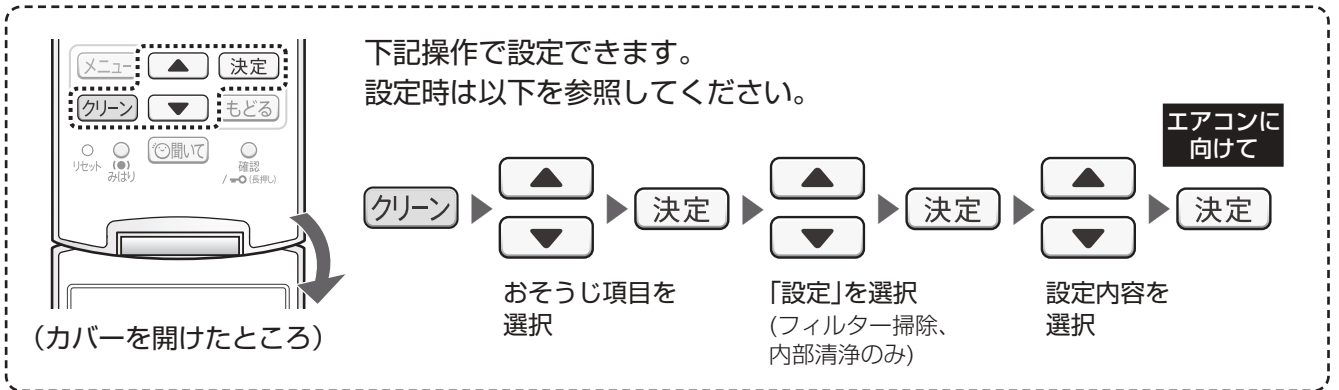 メニュー
決定
クリーン
もどる
リセット
みはり
聞いて
確認
/ (長押し)
(カバーを開けたところ)
下記操作で設定できます。
設定時は以下を参照してください。
エアコンに
向けて
クリーン
決定
決定
決定
おそうじ項目を
選択
「設定」を選択
(フィルター掃除、
内部清浄のみ)
設定内容を
選択